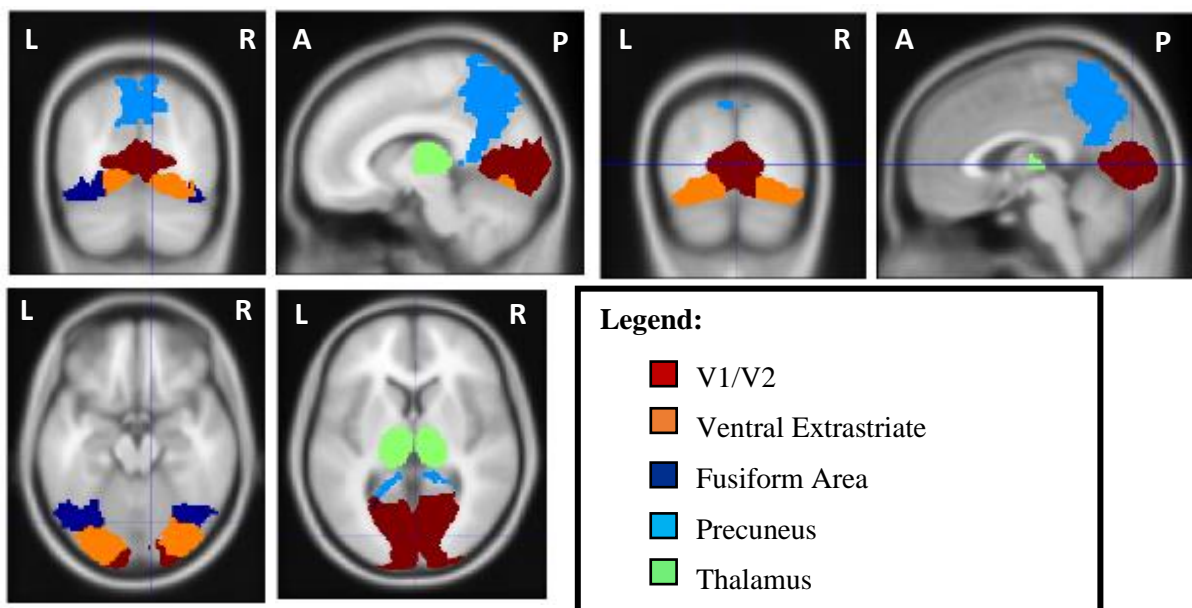 L R A P L R A P
L R L R
Legend:
V1/V2
Ventral Extrastriate
Fusiform Area
Precuneus
Thalamus